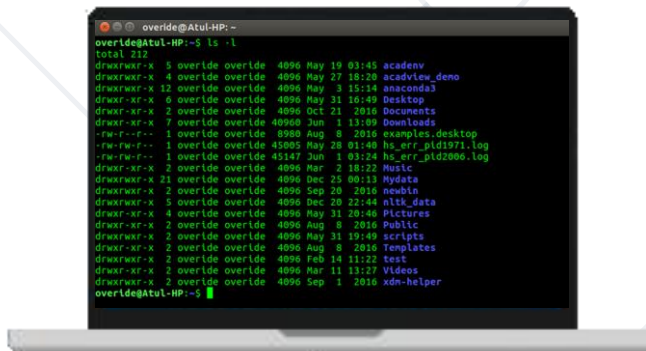 overide@Atul-HP: ~
overide@Atul-HP:~$ ls -l
total 212
drwxrwxr-x 5 overide overide 4096 May 19 03:45 acadenv
drwxrwxr-x 4 overide overide 4096 May 27 18:20 acadview_demo
drwxrwxr-x 12 overide overide 4096 May 3 15:14 anaconda3
drwxr-xr-x 6 overide overide 4096 May 31 16:49 Desktop
drwxr-xr-x 2 overide overide 4096 Oct 21 2016 Documents
drwxr-xr-x 7 overide overide 40960 Jun 1 13:09 Downloads
-rw-r--r-- 1 overide overide 8980 Aug 8 2016 examples.desktop
-rw-rw-r-- 1 overide overide 45005 May 28 01:40 hs_err_pid1971.log
-rw-rw-r-- 1 overide overide 45147 Jun 1 03:24 hs_err_pid2006.log
drwxr-xr-x 2 overide overide 4096 Mar 2 18:22 Music
drwxrwxr-x 21 overide overide 4096 Dec 25 00:13 Mydata
drwxrwxr-x 2 overide overide 4096 Sep 20 2016 newbin
drwxrwxr-x 5 overide overide 4096 Dec 20 22:44 nltk_data
drwxr-xr-x 4 overide overide 4096 May 31 20:46 Pictures
drwxr-xr-x 2 overide overide 4096 Aug 8 2016 Public
drwxrwxr-x 2 overide overide 4096 May 31 19:49 scripts
drwxr-xr-x 2 overide overide 4096 Aug 8 2016 Templates
drwxrwxr-x 2 overide overide 4096 Feb 14 11:22 test
drwxr-xr-x 2 overide overide 4096 Mar 11 13:27 Videos
drwxrwxr-x 2 overide overide 4096 Sep 1 2016 xdm-helper
overide@Atul-HP:~$